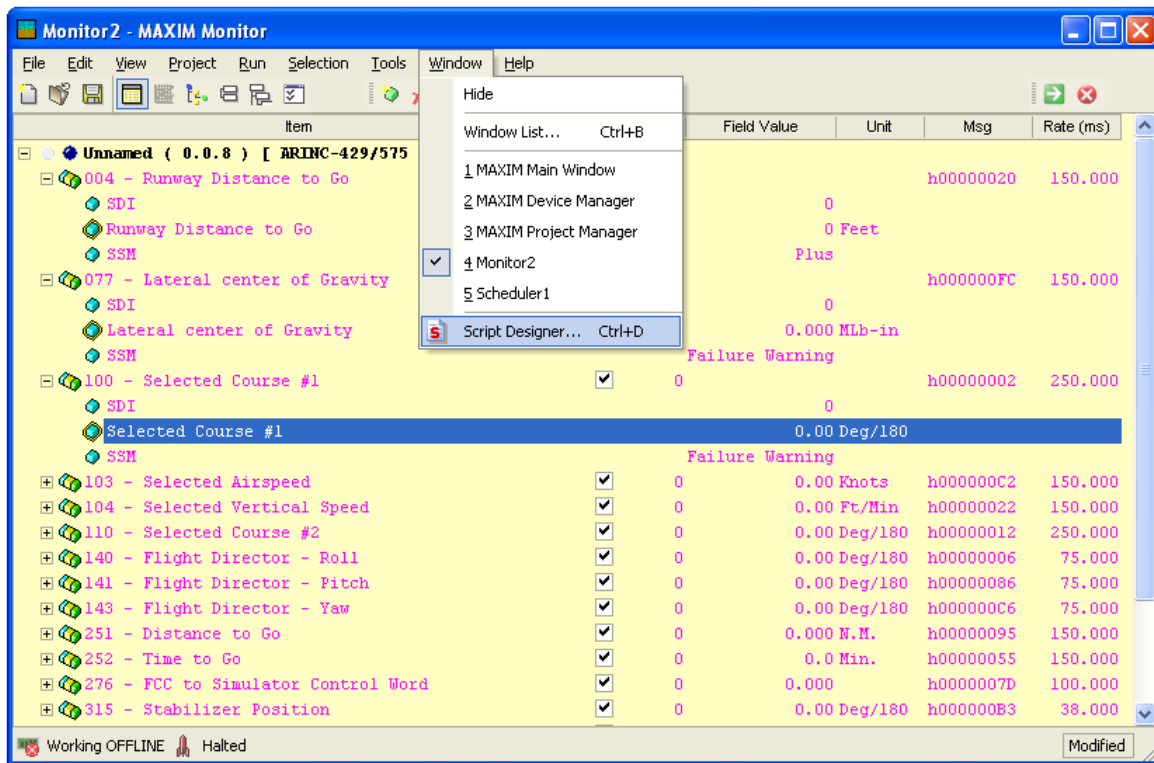 Monitor2 - MAXIM Monitor
File Edit View Project Run Selection Tools Window Help
Hide
Window List... Ctrl+B
1 MAXIM Main Window
2 MAXIM Device Manager
3 MAXIM Project Manager
4 Monitor2
5 Scheduler1
Script Designer... Ctrl+D
Item Field Value Unit Msg Rate (ms)
Unnamed ( 0.0.8 ) [ ARINC-429/575
004 - Runway Distance to Go h00000020 150.000
SDI 0
Runway Distance to Go 0 Feet
SSM Plus
077 - Lateral center of Gravity h000000FC 150.000
SDI 0
Lateral center of Gravity 0.000 MLb-in
SSM Failure Warning
100 - Selected Course #1 0 h00000002 250.000
SDI 0
Selected Course #1 0.00 Deg/180
SSM Failure Warning
103 - Selected Airspeed 0 0.00 Knots h000000C2 150.000
104 - Selected Vertical Speed 0 0.00 Ft/Min h00000022 150.000
110 - Selected Course #2 0 0.00 Deg/180 h00000012 250.000
140 - Flight Director - Roll 0 0.00 Deg/180 h00000006 75.000
141 - Flight Director - Pitch 0 0.00 Deg/180 h00000086 75.000
143 - Flight Director - Yaw 0 0.00 Deg/180 h000000C6 75.000
251 - Distance to Go 0 0.000 N.M. h00000095 150.000
252 - Time to Go 0 0.0 Min. h00000055 150.000
276 - FCC to Simulator Control Word 0 0.000 h0000007D 100.000
315 - Stabilizer Position 0 0.00 Deg/180 h000000B3 38.000
Working OFFLINE Halted Modified